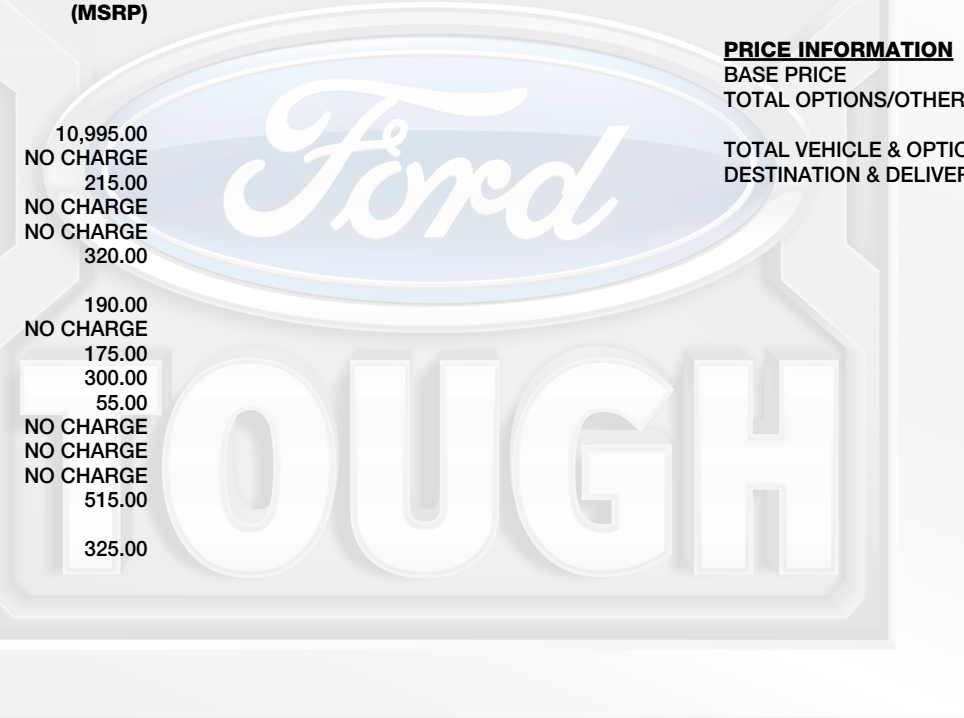 (MSRP)
10,995.00
NO CHARGE
215.00
NO CHARGE
NO CHARGE
320.00
190.00
NO CHARGE
175.00
300.00
55.00
NO CHARGE
NO CHARGE
NO CHARGE
515.00
325.00
PRICE INFORMATION
BASE PRICE
TOTAL OPTIONS/OTHER
TOTAL VEHICLE & OPTIO
DESTINATION & DELIVER
Ford
TOUGH